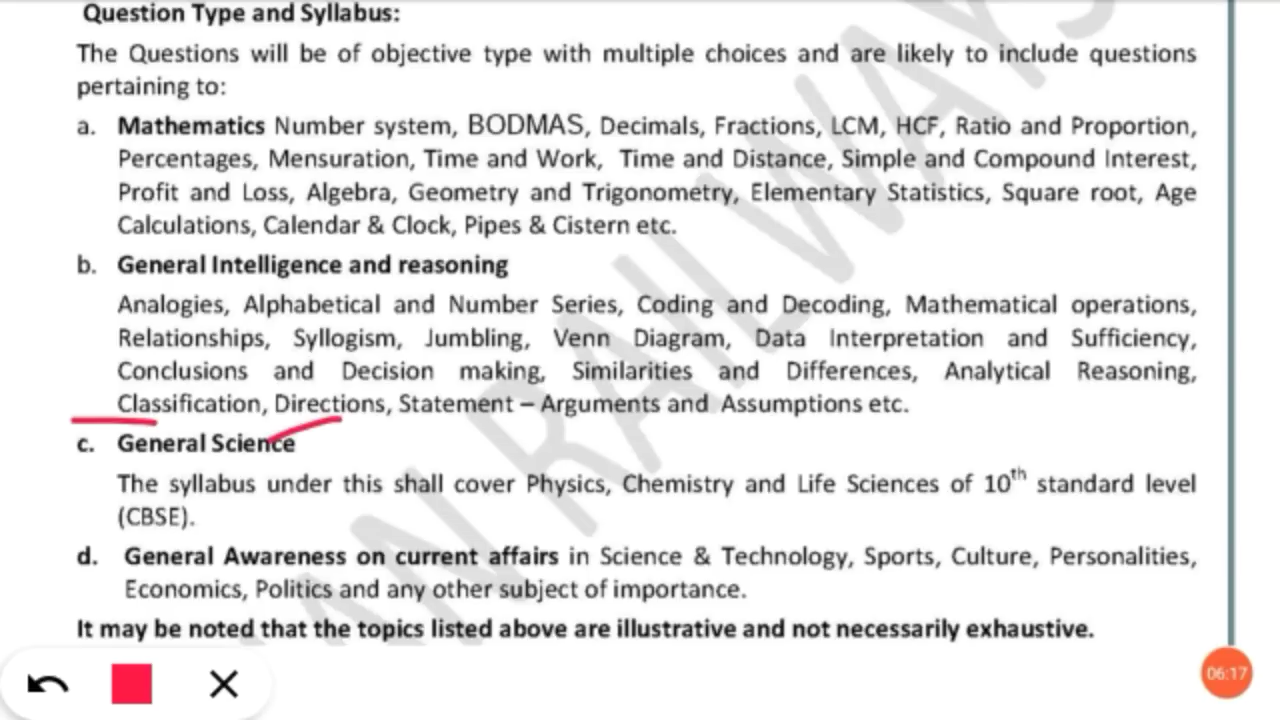 Question Type and Syllabus:
The Questions will be of objective type with multiple choices and are likely to include questions
pertaining to:
a. Mathematics Number system, BODMAS, Decimals, Fractions, LCM, HCF, Ratio and Proportion,
Percentages, Mensuration, Time and Work, Time and Distance, Simple and Compound Interest,
Profit and Loss, Algebra, Geometry and Trigonometry, Elementary Statistics, Square root, Age
Calculations, Calendar & Clock, Pipes & Cistern etc.
b. General Intelligence and reasoning
Analogies, Alphabetical and Number Series, Coding and Decoding, Mathematical operations,
Relationships, Syllogism, Jumbling, Venn Diagram, Data Interpretation and Sufficiency,
Conclusions and Decision making, Similarities and Differences, Analytical Reasoning,
Classification, Directions, Statement – Arguments and Assumptions etc.
c. General Science
The syllabus under this shall cover Physics, Chemistry and Life Sciences of 10th standard level
(CBSE).
d. General Awareness on current affairs in Science & Technology, Sports, Culture, Personalities,
Economics, Politics and any other subject of importance.
It may be noted that the topics listed above are illustrative and not necessarily exhaustive.
06:17